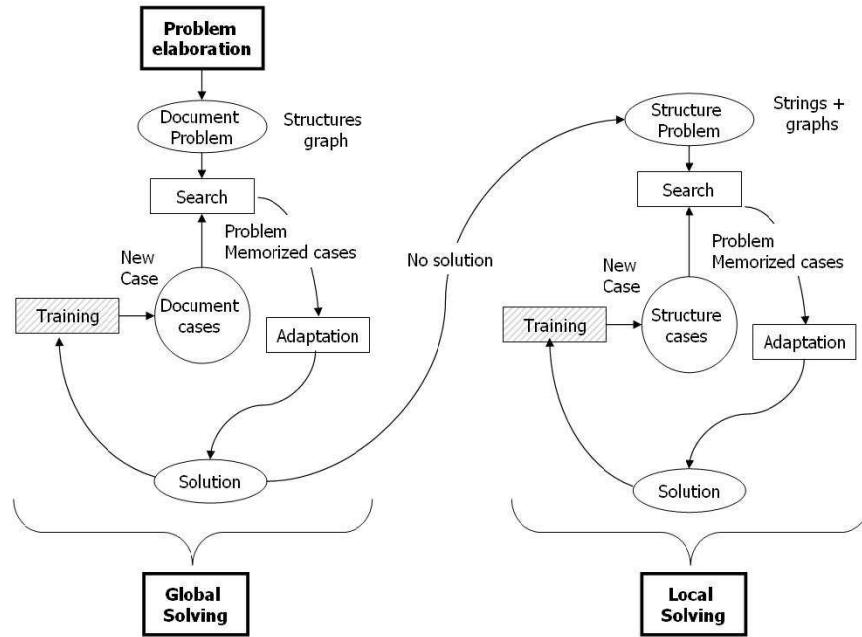 Problem
elaboration
Document
Problem
Structures
graph
Search
Problem
Memorized cases
New
Case
Training
Document
cases
Adaptation
Solution
Global
Solving
No solution
Structure
Problem
Strings +
graphs
Search
Problem
Memorized cases
New
Case
Training
Structure
cases
Adaptation
Solution
Local
Solving